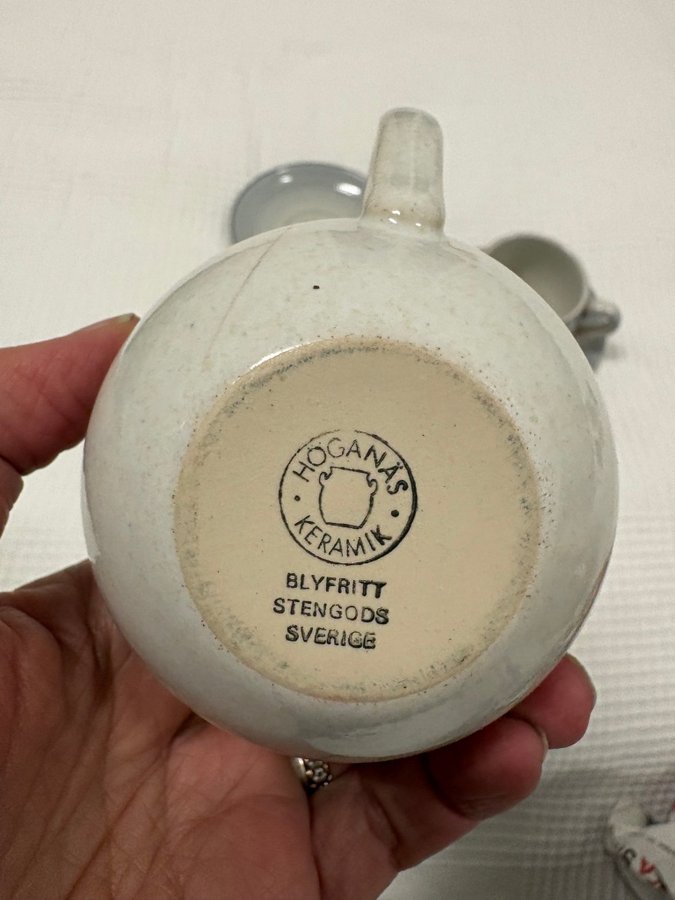 HÖGANÄS
KERAMIK
BLYFRITT
STENGODS
SVERIGE